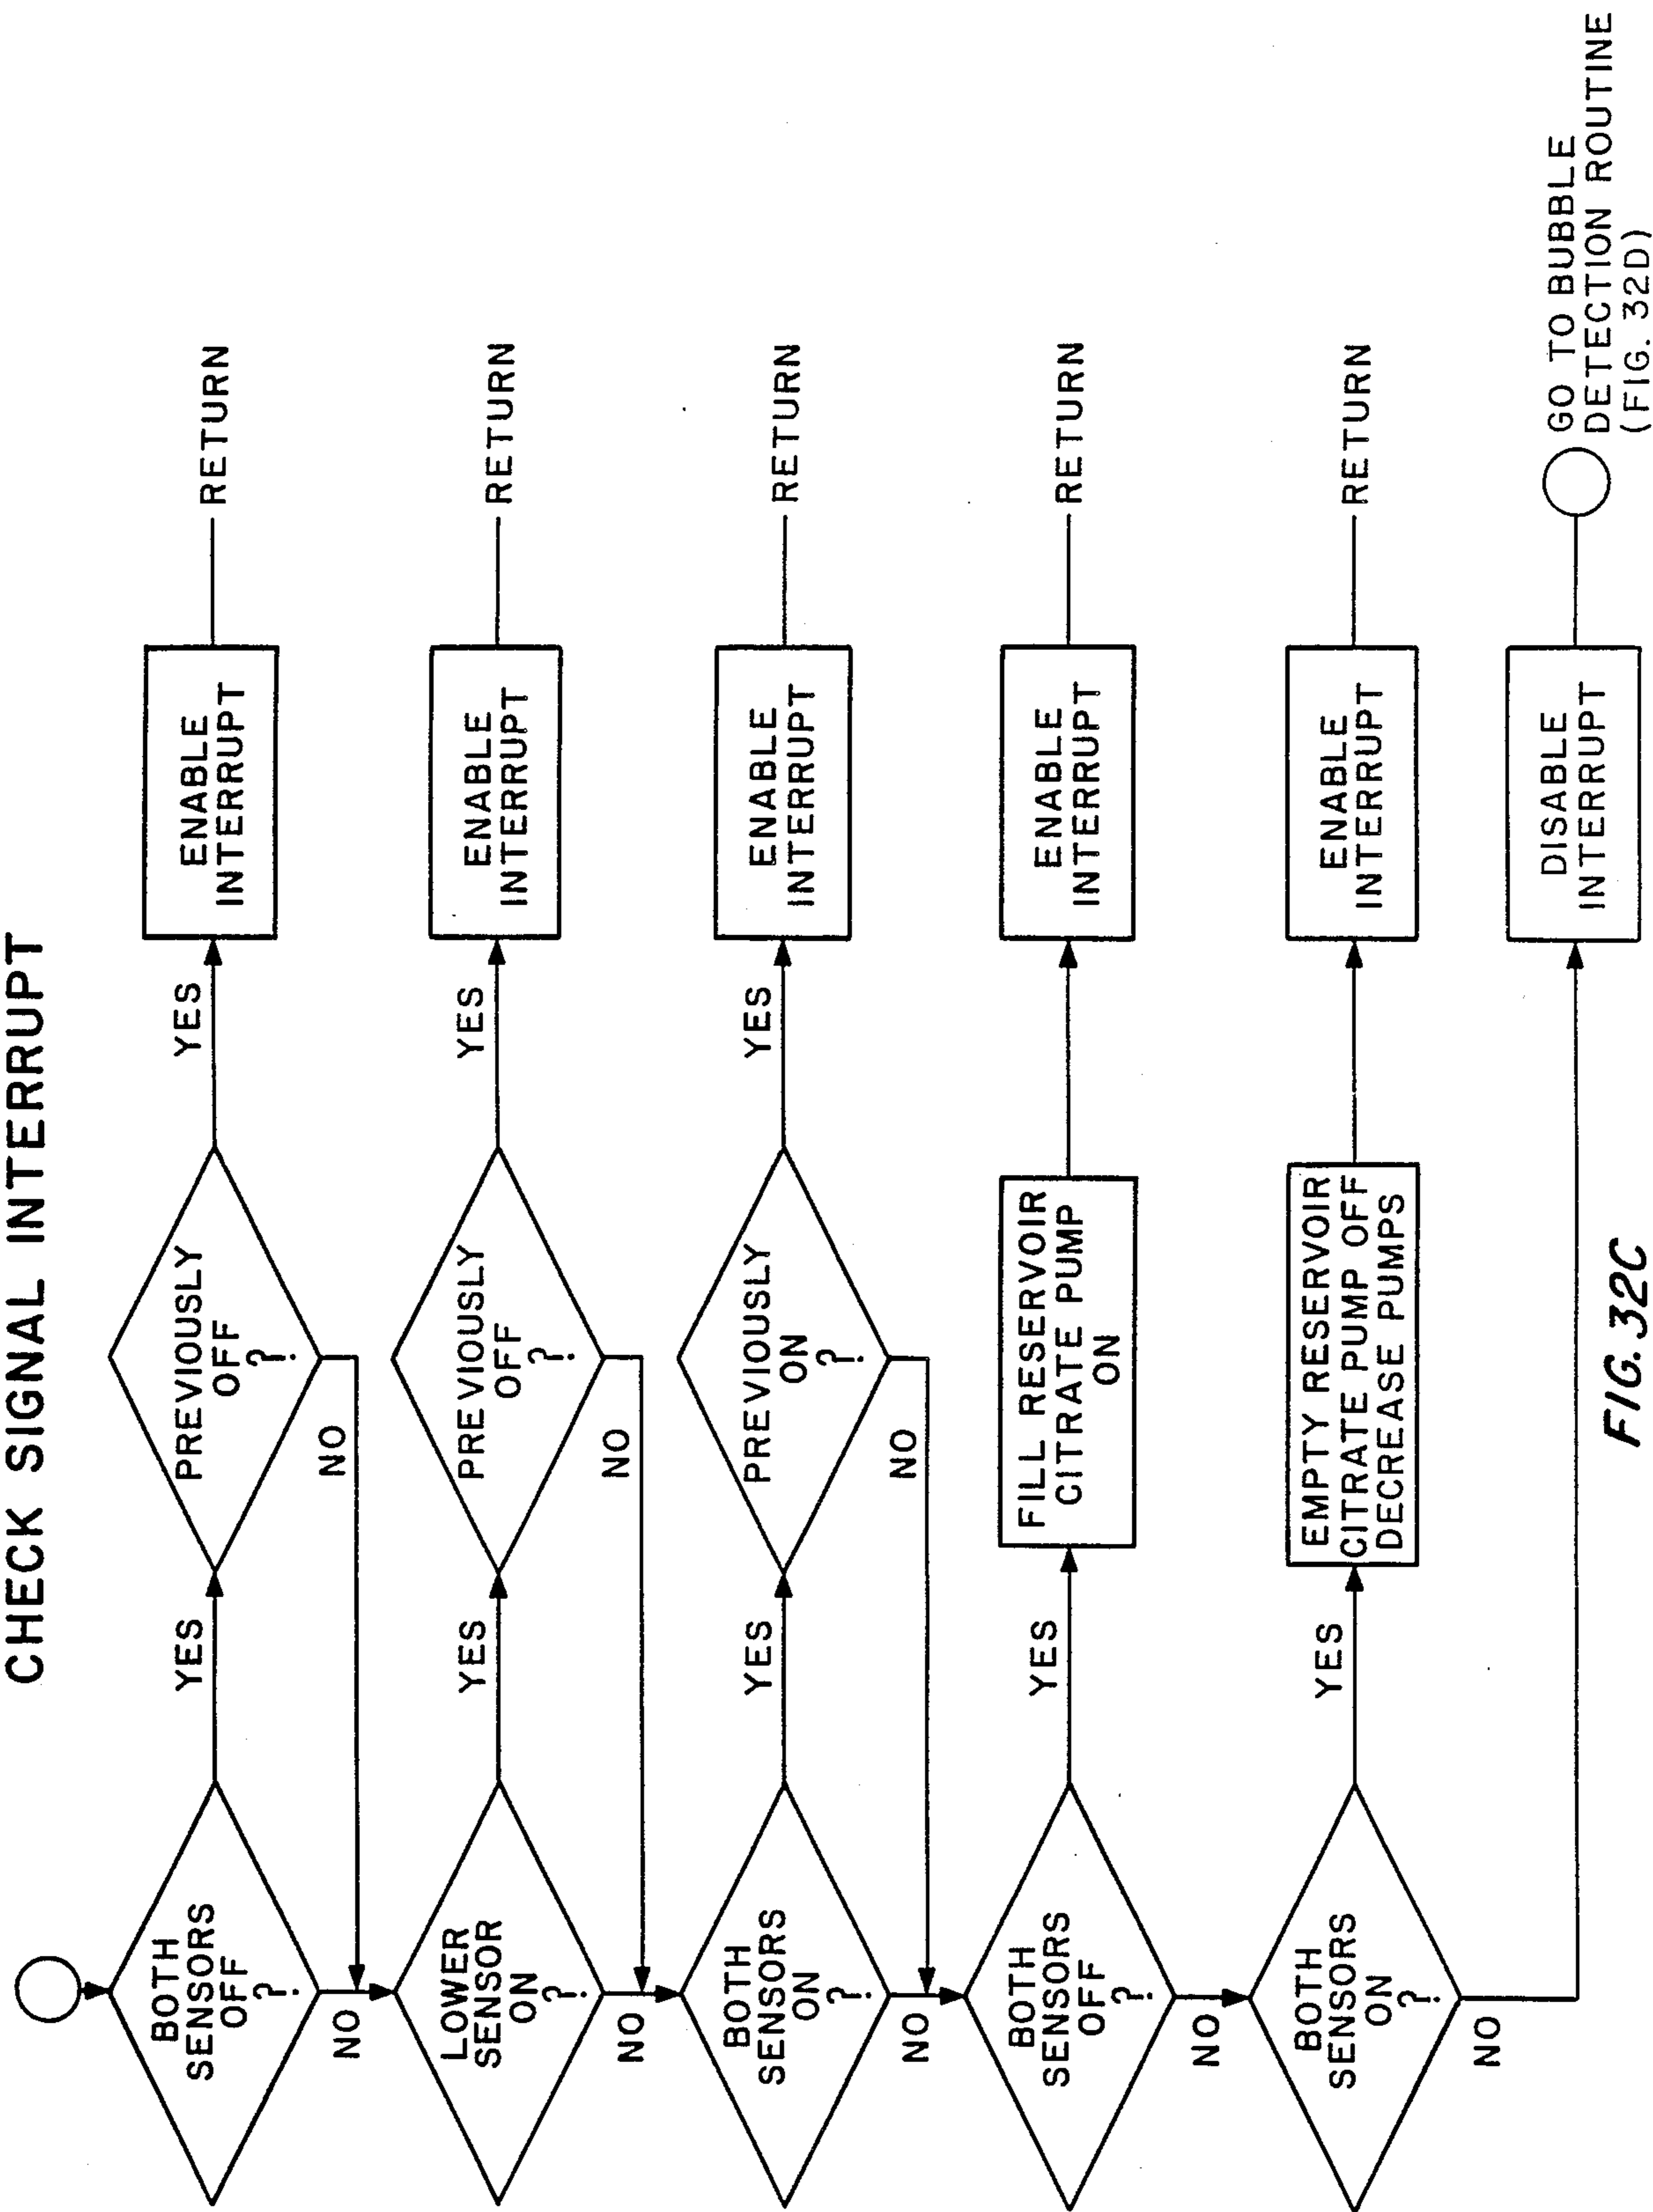 CHECK SIGNAL INTERRUPT
BOTH
SENSORS
OFF
?
YES
PREVIOUSLY
OFF
?
YES
ENABLE
INTERRUPT
RETURN
NO
NO
LOWER
SENSOR
ON
?
YES
PREVIOUSLY
OFF
?
YES
ENABLE
INTERRUPT
RETURN
NO
NO
BOTH
SENSORS
ON
?
YES
PREVIOUSLY
ON
?
YES
ENABLE
INTERRUPT
RETURN
NO
NO
BOTH
SENSORS
OFF
?
YES
FILL RESERVOIR
CITRATE PUMP
ON
ENABLE
INTERRUPT
RETURN
NO
BOTH
SENSORS
ON
?
YES
EMPTY RESERVOIR
CITRATE PUMP OFF
DECREASE PUMPS
ENABLE
INTERRUPT
RETURN
NO
DISABLE
INTERRUPT
GO TO BUBBLE
DETECTION ROUTINE
(FIG. 32D)
FIG. 32C